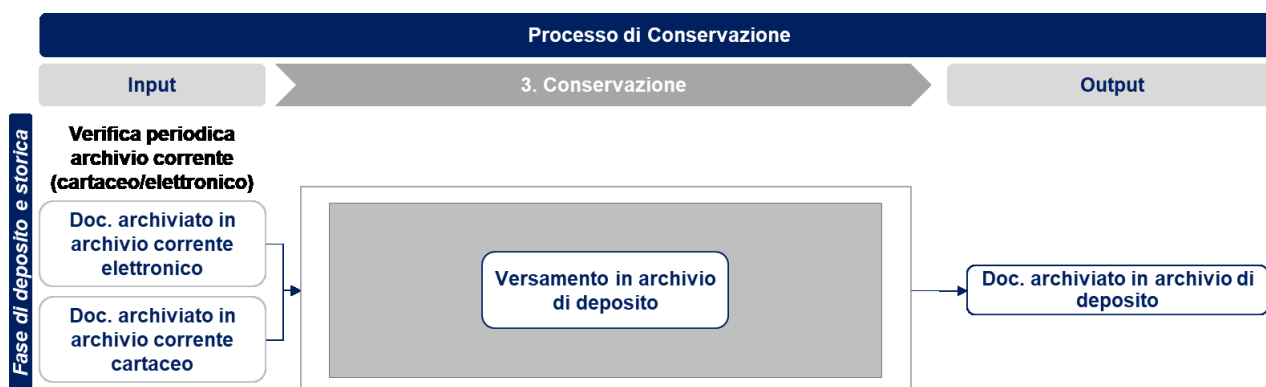 Processo di Conservazione
Input
3. Conservazione
Output
Fase di deposito e storica
Verifica periodica
archivio corrente
(cartaceo/elettronico)
Doc. archiviato in
archivio corrente
elettronico
Doc. archiviato in
archivio corrente
cartaceo
Versamento in archivio
di deposito
Doc. archiviato in archivio di
deposito